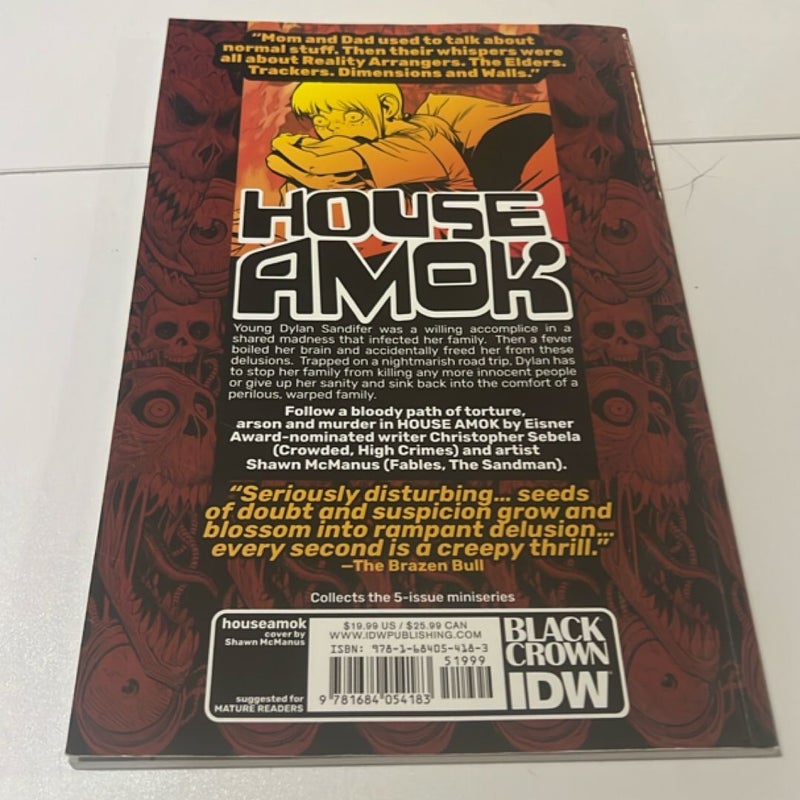 "Mom and Dad used to talk about
normal stuff. Then their whispers were
all about Reality Arrangers. The Elders.
Trackers. Dimensions and Walls."
HOUSE
AMOK
Young Dylan Sandifer was a willing accomplice in a
shared madness that infected her family. Then a fever
boiled her brain and accidentally freed her from these
delusions. Trapped on a nightmarish road trip, Dylan has
to stop her family from killing any more innocent people
or give up her sanity and sink back into the comfort of a
perilous, warped family.
Follow a bloody path of torture,
arson and murder in HOUSE AMOK by Eisner
Award-nominated writer Christopher Sebela
(Crowded, High Crimes) and artist
Shawn McManus (Fables, The Sandman).
"Seriously disturbing... seeds
of doubt and suspicion grow and
blossom into rampant delusion...
every second is a creepy thrill."
—The Brazen Bull
Collects the 5-issue miniseries
houseamok
cover by
Shawn McManus
suggested for
MATURE READERS
$19.99 US / $25.99 CAN
WWW.IDWPUBLISHING.COM
ISBN: 978-1-68405-418-3
51999
9 781684 054183
BLACK
CROWN
IDW